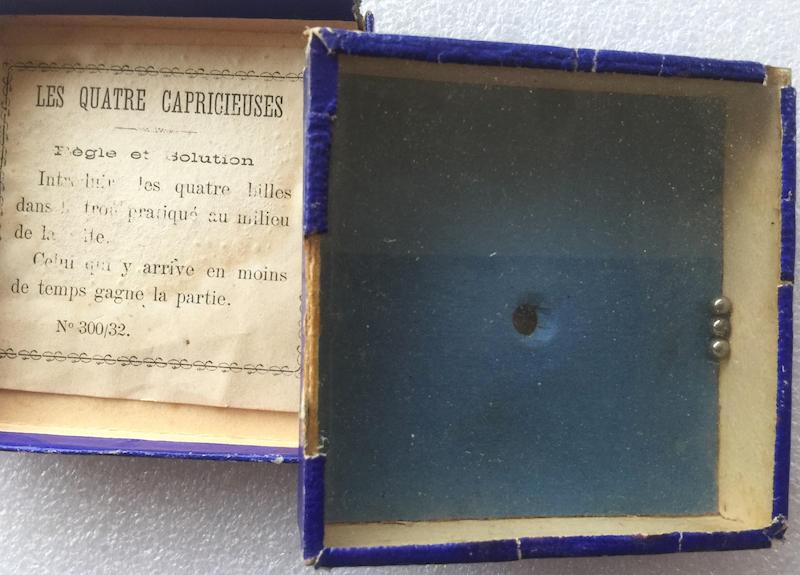 LES QUATRE CAPRICIEUSES
Règle et Solution
Introduire les quatre billes
dans le trou pratiqué au milieu
de la
Celui qui y arrive en moins
de temps gagne la partie.
Nº 300/32.